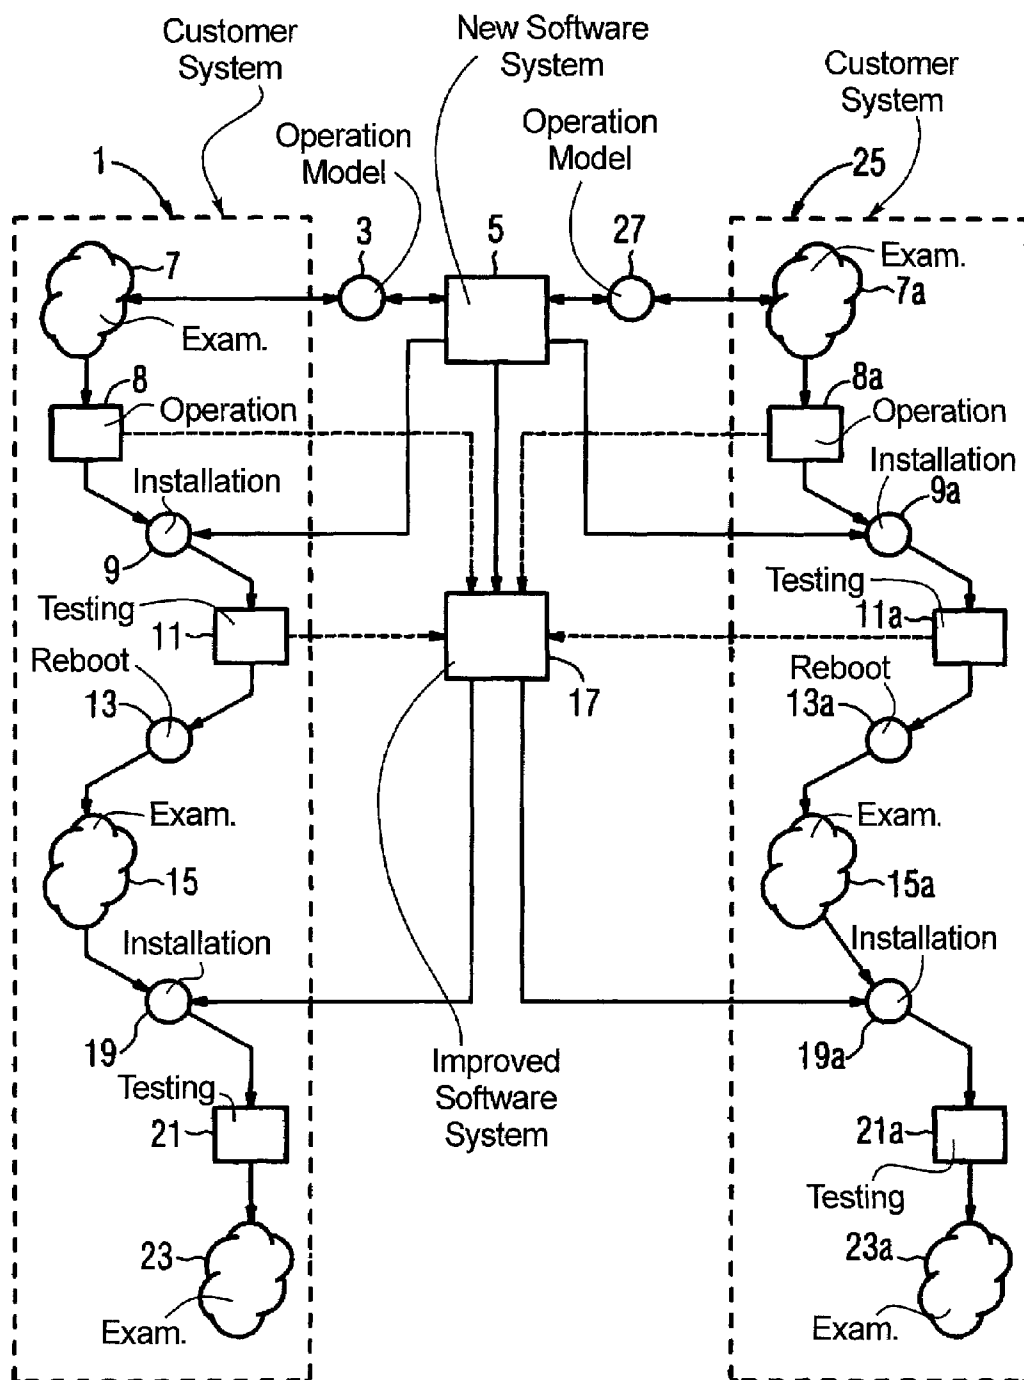 Customer
System
New Software
System
Customer
System
Operation
Model
Operation
Model
1
25
3
5
27
7
Exam.
Exam.
7a
8
Operation
8a
Operation
Installation
9
Installation
9a
Testing
11
Testing
11a
Reboot
13
17
Reboot
13a
Exam.
15
Exam.
15a
Installation
19
Installation
19a
Improved
Software
System
Testing
21
21a
Testing
23
Exam.
23a
Exam.